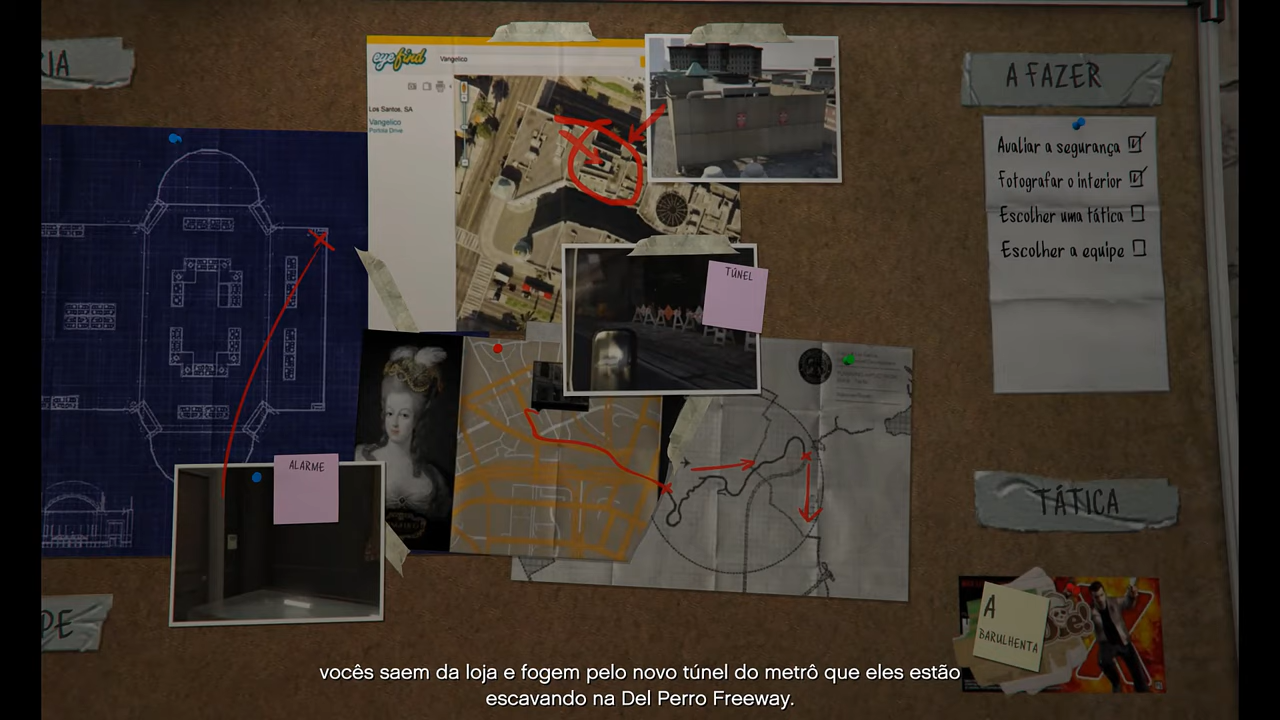 RIA
eyefind
Vangelico
Los Santos, SA
Vangelico
Portola Drive
A FAZER
Avaliar a segurança
Fotografar o interior
Escolher uma tática
Escolher a equipe
TÚNEL
ALARME
TÁTICA
A
BARULHENTA
PE
vocês saem da loja e fogem pelo novo túnel do metrô que eles estão
escavando na Del Perro Freeway.